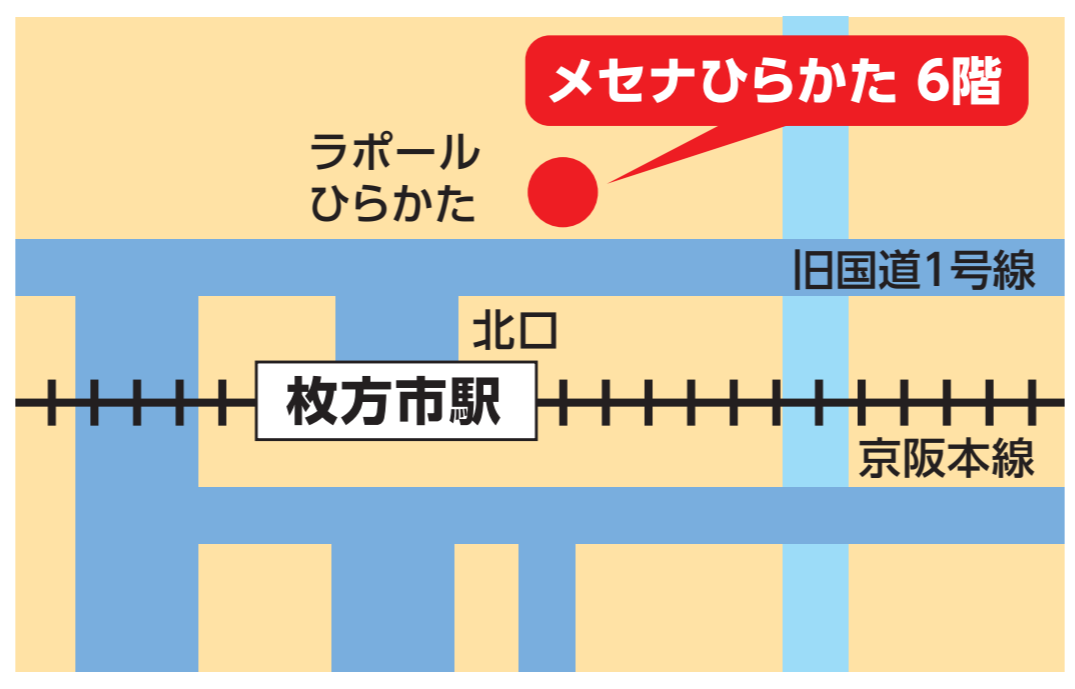 メセナひらかた 6階
ラポール
ひらかた
旧国道1号線
北口
枚方市駅
京阪本線